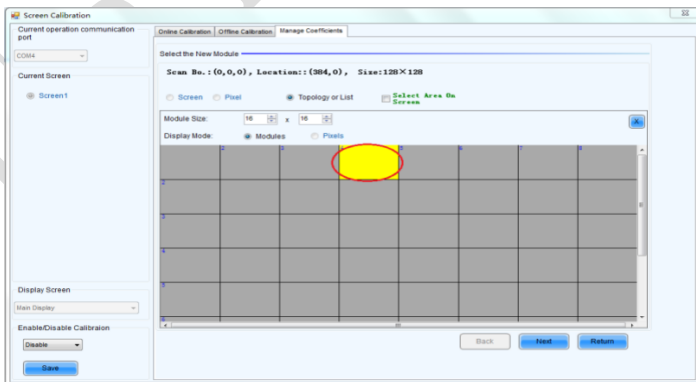 Screen Calibration
Current operation communication port
COM4
Current Screen
Screen1
Display Screen
Main Display
Enable/Disable Calibraion
Disable
Save
Online Calibration Offline Calibration Manage Coefficients
Select the New Module
Scan Bo.:(0,0,0), Location::(384,0), Size:128×128
Screen Pixel Topology or List Select Area On Screen
Module Size: 16 x 16
Display Mode: Modules Pixels
2 3 4 5 6 7 8
2
3
4
5
6
Back Next Return